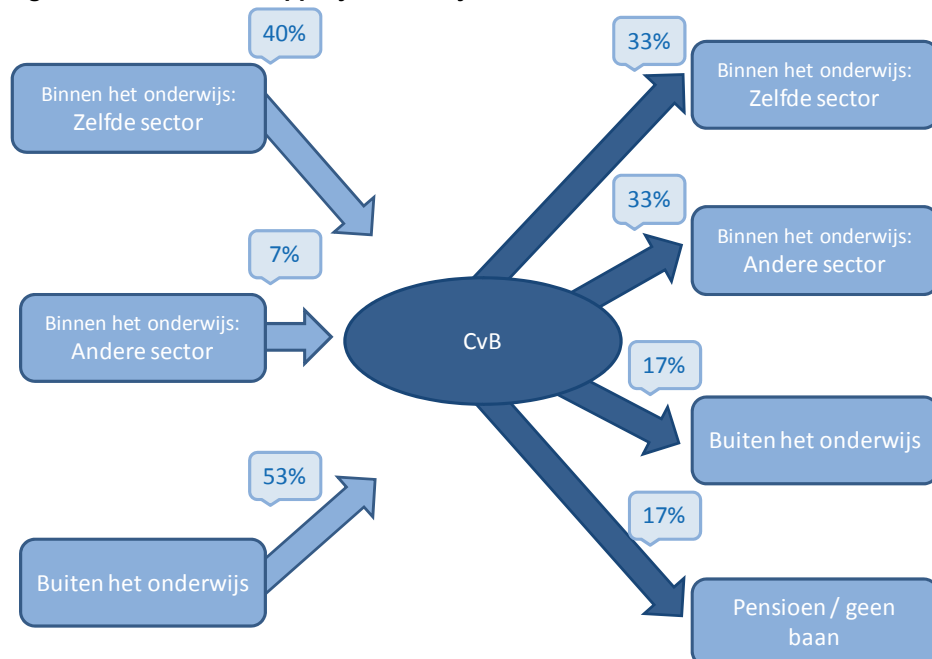 40%
Binnen het onderwijs:
Zelfde sector
7%
Binnen het onderwijs:
Andere sector
53%
Buiten het onderwijs
CvB
33%
Binnen het onderwijs:
Zelfde sector
33%
Binnen het onderwijs:
Andere sector
17%
Buiten het onderwijs
17%
Pensioen / geen
baan